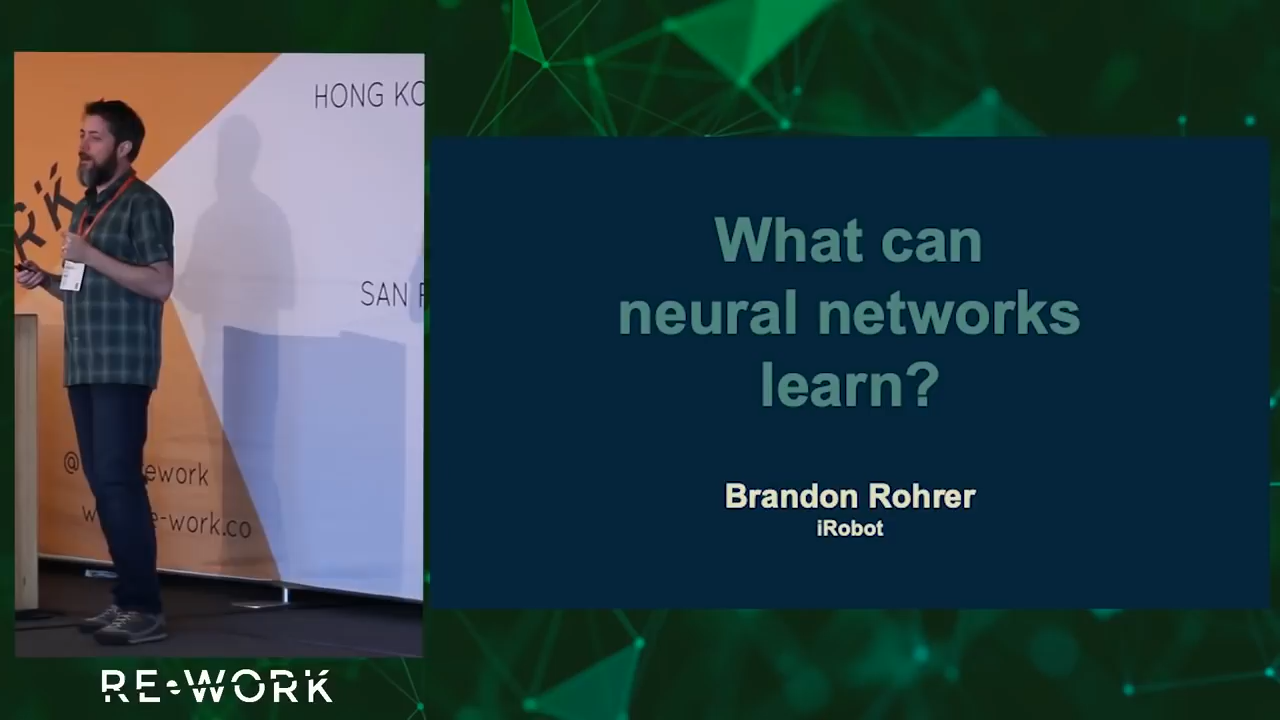 HONG KO
SAN F
@
ework
w
e-work.co
RE•WORK
What can
neural networks
learn?
Brandon Rohrer
iRobot